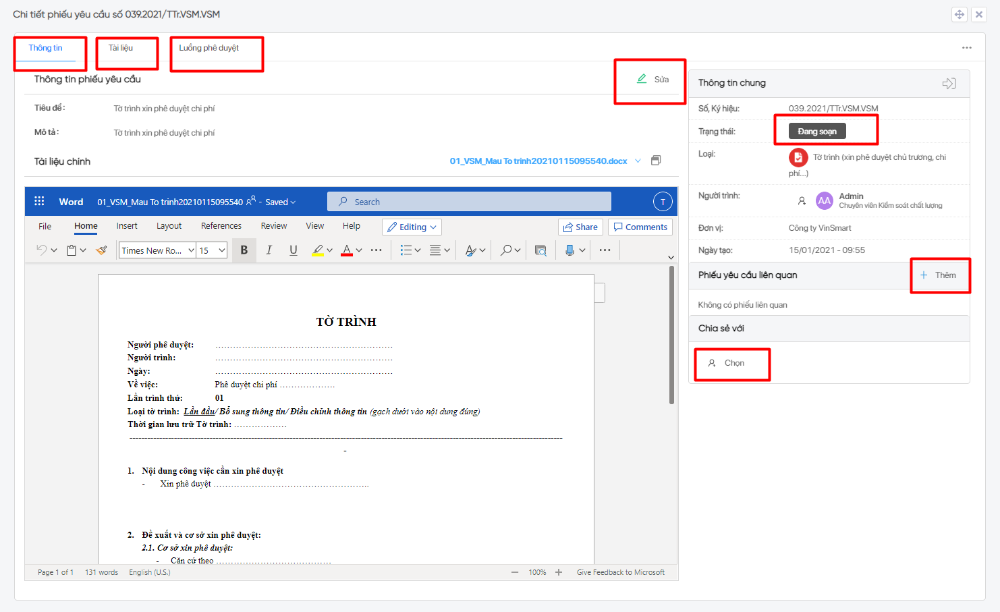 Chi tiết phiếu yêu cầu số 039.2021/TTr.VSM.VSM
Thông tin
Tài liệu
Luồng phê duyệt
Thông tin phiếu yêu cầu
Sửa
Tiêu đề:
Tờ trình xin phê duyệt chi phí
Mô tả:
Tờ trình xin phê duyệt chi phí
Tài liệu chính
01_VSM_Mau To trinh20210115095540.docx
Word
01_VSM_Mau To trinh20210115095540 - Saved
Search
T
File Home Insert Layout References Review View Help
Editing
Share
Comments
Times New Ro...
15
B I U
A
TỜ TRÌNH
Người phê duyệt: ……………………………………………………
Người trình: ……………………………………………………
Ngày: ……………………………………………………
Về việc: Phê duyệt chi phí ……………….
Lần trình thứ: 01
Loại tờ trình: Lần đầu/ Bổ sung thông tin/ Điều chỉnh thông tin (gạch dưới vào nội dung đúng)
Thời gian lưu trữ Tờ trình: ………………
-
1. Nội dung công việc cần xin phê duyệt
- Xin phê duyệt ……………………………………………..
2. Đề xuất và cơ sở xin phê duyệt:
2.1. Cơ sở xin phê duyệt:
- Căn cứ theo …………………………………
Page 1 of 1
131 words
English (U.S.)
100%
Give Feedback to Microsoft
Thông tin chung
Số, Ký hiệu: 039.2021/TTr.VSM.VSM
Trạng thái: Đang soạn
Loại: Tờ trình (xin phê duyệt chủ trương, chi
phí...)
Người trình: AA Admin
Chuyên viên Kiểm soát chất lượng
Đơn vị: Công ty VinSmart
Ngày tạo: 15/01/2021 - 09:55
Phiếu yêu cầu liên quan
Thêm
Không có phiếu liên quan
Chia sẻ với
Chọn